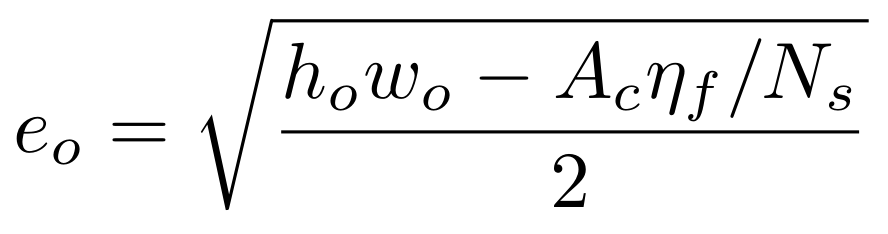 e_o = \sqrt{\frac{h_o w_o - A_c \eta_f / N_s}{2}}